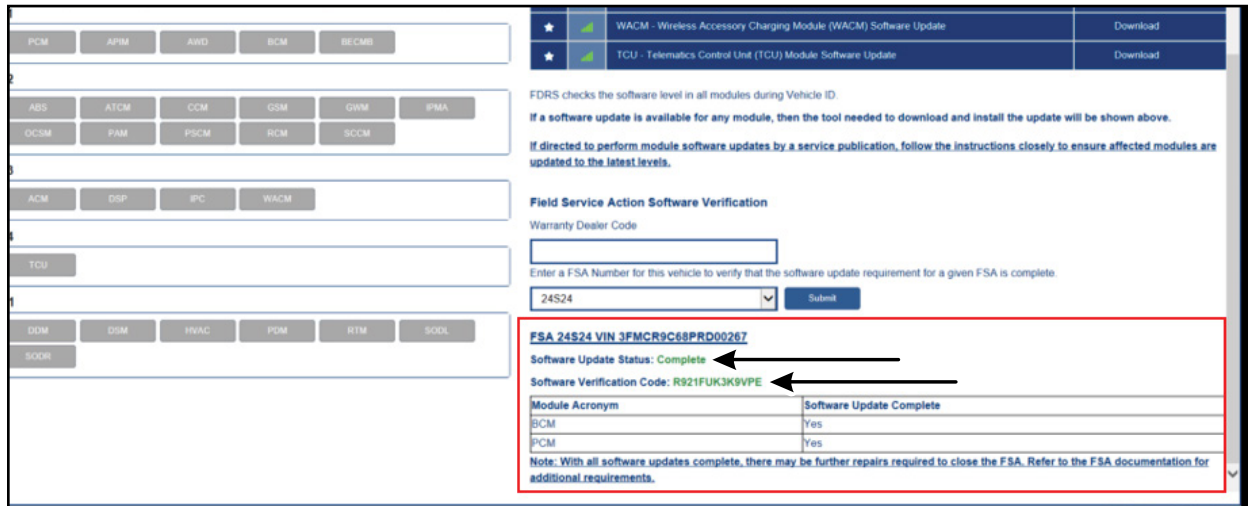 1
PCM APIM AWD BCM BECMB
2
ABS ATCM CCM GSM GWM IPMA
OCSM PAM PSCM RCM SCCM
3
ACM DSP IPC WACM
4
TCU
1
DDM DSM HVAC PDM RTM SODL
SODR
WACM - Wireless Accessory Charging Module (WACM) Software Update Download
TCU - Telematics Control Unit (TCU) Module Software Update Download
FDRS checks the software level in all modules during Vehicle ID.
If a software update is available for any module, then the tool needed to download and install the update will be shown above.
If directed to perform module software updates by a service publication, follow the instructions closely to ensure affected modules are
updated to the latest levels.
Field Service Action Software Verification
Warranty Dealer Code
Enter a FSA Number for this vehicle to verify that the software update requirement for a given FSA is complete.
24S24 Submit
FSA 24S24 VIN 3FMCR9C68PRD00267
Software Update Status: Complete
Software Verification Code: R921FUK3K9VPE
Module Acronym Software Update Complete
BCM Yes
PCM Yes
Note: With all software updates complete, there may be further repairs required to close the FSA. Refer to the FSA documentation for
additional requirements.